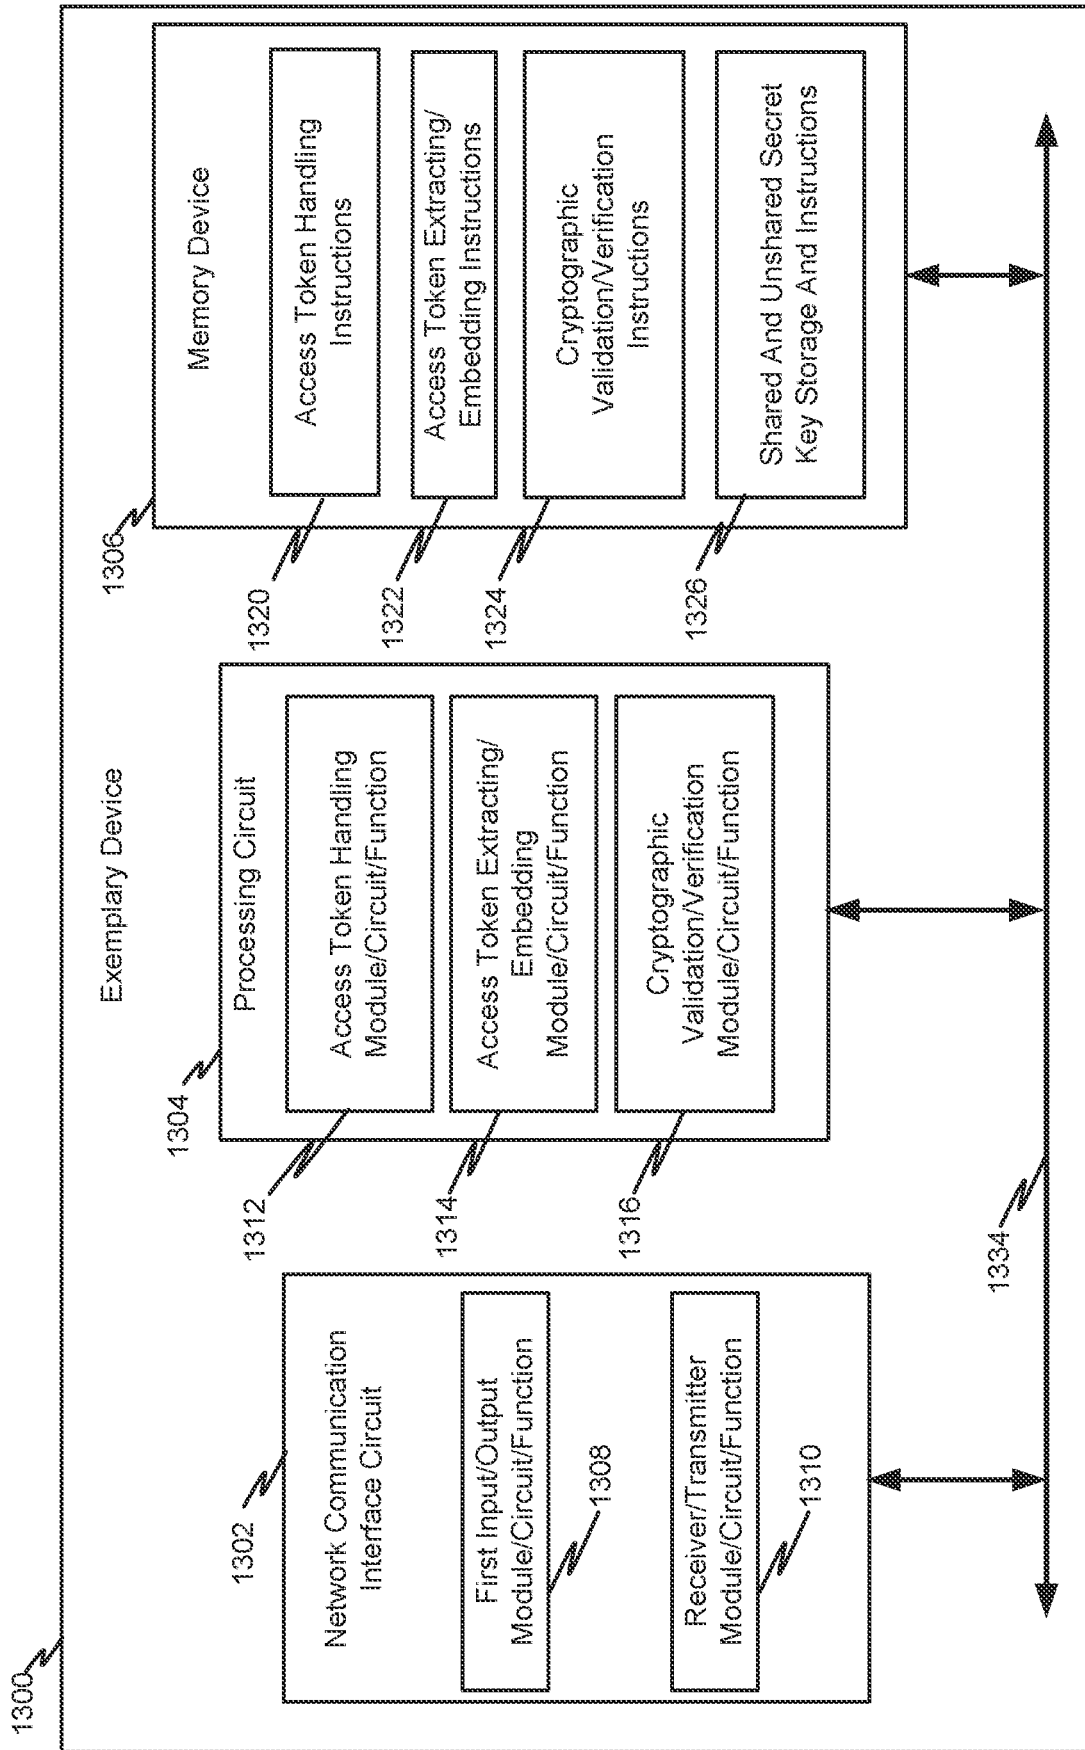 1300
Exemplary Device
1302
Network Communication
Interface Circuit
First Input/Output
Module/Circuit/Function
1308
Receiver/Transmitter
Module/Circuit/Function
1310
1304
Processing Circuit
1312
Access Token Handling
Module/Circuit/Function
1314
Access Token Extracting/
Embedding
Module/Circuit/Function
1316
Cryptographic
Validation/Verification
Module/Circuit/Function
1306
Memory Device
1320
Access Token Handling
Instructions
1322
Access Token Extracting/
Embedding Instructions
1324
Cryptographic
Validation/Verification
Instructions
1326
Shared And Unshared Secret
Key Storage And Instructions
1334